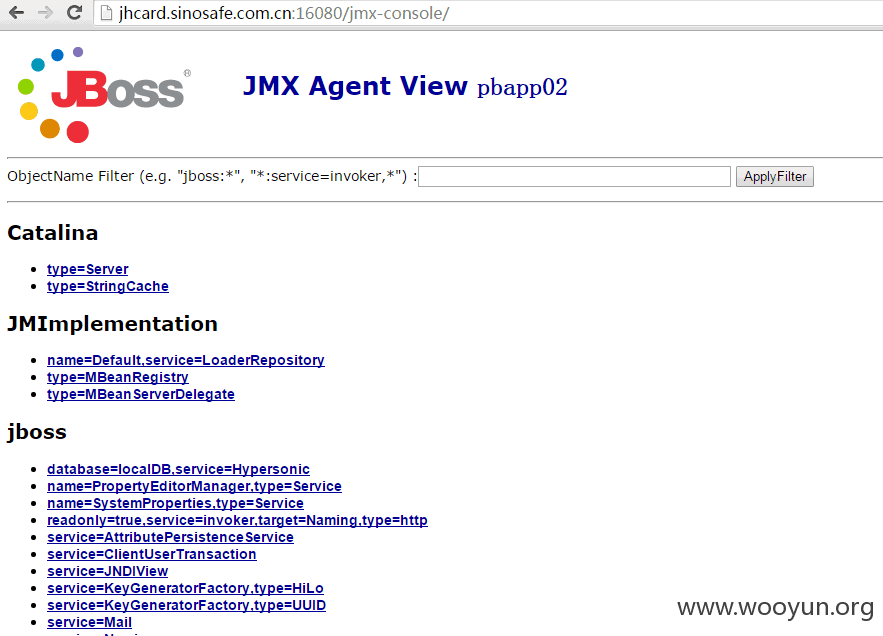 jhcard.sinosafe.com.cn:16080/jmx-console/
JBoss®
JMX Agent View pbapp02
ObjectName Filter (e.g. "jboss:*", "*:service=invoker,*") : ApplyFilter
Catalina
type=Server
type=StringCache
JMImplementation
name=Default,service=LoaderRepository
type=MBeanRegistry
type=MBeanServerDelegate
jboss
database=localDB,service=Hypersonic
name=PropertyEditorManager,type=Service
name=SystemProperties,type=Service
readonly=true,service=invoker,target=Naming,type=http
service=AttributePersistenceService
service=ClientUserTransaction
service=JNDIView
service=KeyGeneratorFactory,type=HiLo
service=KeyGeneratorFactory,type=UUID
service=Mail
www.wooyun.org